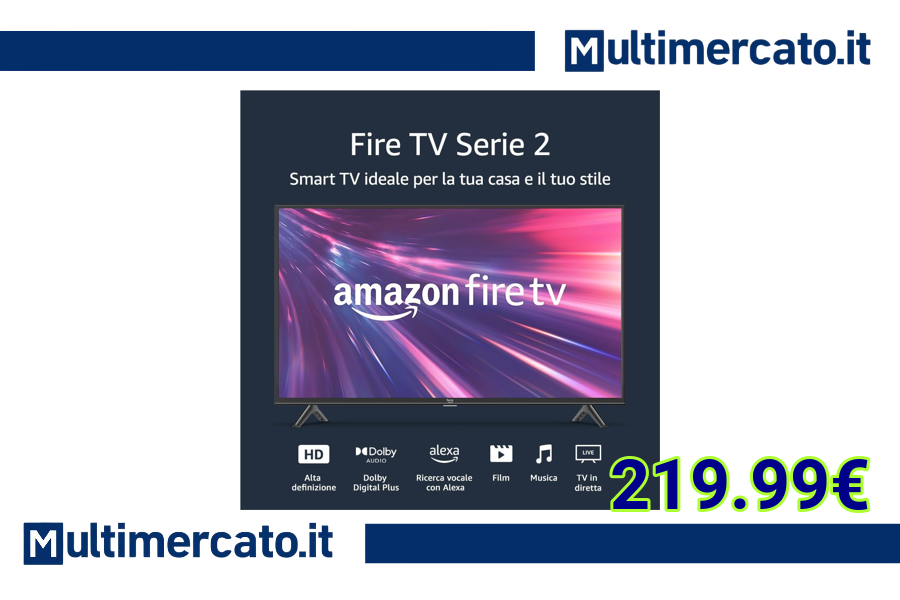 Multimercato.it
Fire TV Serie 2
Smart TV ideale per la tua casa e il tuo stile
amazon fire tv
HD
Dolby
AUDIO
alexa
LIVE
Alta
definizione
Dolby
Digital Plus
Ricerca vocale
con Alexa
Film
Musica
TV in
diretta
219.99€
Multimercato.it